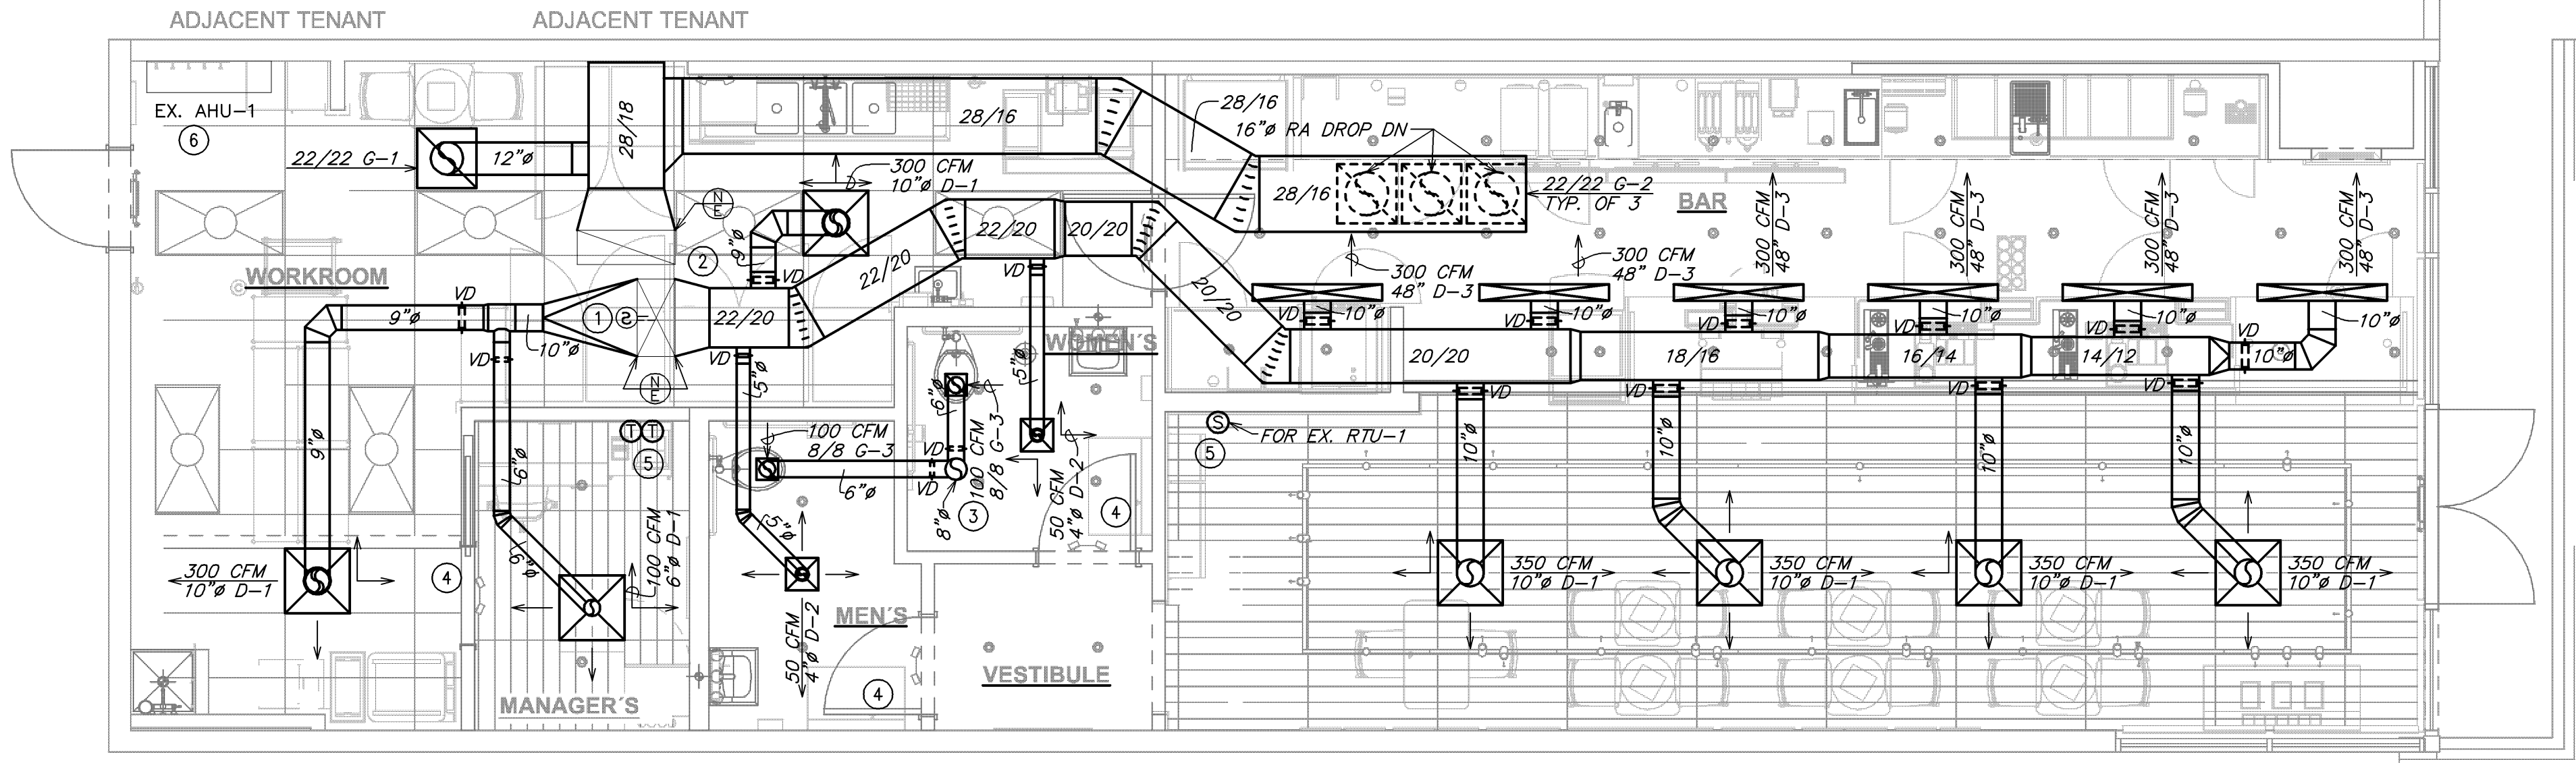 ADJACENT TENANT
ADJACENT TENANT
EX. AHU-1
6
22/22 G-1
12"ø
28/18
28/16
28/16
16"ø RA DROP DN
28/16
22/22 G-2
TYP. OF 3
BAR
300 CFM
10"ø D-1
N
E
2
9"ø
VD
WORKROOM
VD
9"ø
10"ø
1
S
22/20
22/20
22/20
20/20
20/20
VD
N
E
VD
VD
300 CFM
48" D-3
300 CFM
48" D-3
300 CFM
48" D-3
300 CFM
48" D-3
300 CFM
48" D-3
300 CFM
48" D-3
VD
10"ø
VD
10"ø
VD
10"ø
VD
10"ø
VD
10"ø
VD
10"ø
10"ø
20/20
18/16
16/14
14/12
VD
VD
VD
VD
WOMEN'S
5"ø
5"ø
6"ø
9"ø
6"ø
6"ø
T T
5
100 CFM
8/8 G-3
6"ø
VD
VD
100 CFM
8/8 G-3
8"ø
3
50 CFM
4"ø D-2
4
S
FOR EX. RTU-1
5
10"ø
10"ø
10"ø
10"ø
300 CFM
10"ø D-1
4
100 CFM
6"ø D-1
5"ø
50 CFM
4"ø D-2
MEN'S
4
VESTIBULE
MANAGER'S
350 CFM
10"ø D-1
350 CFM
10"ø D-1
350 CFM
10"ø D-1
350 CFM
10"ø D-1